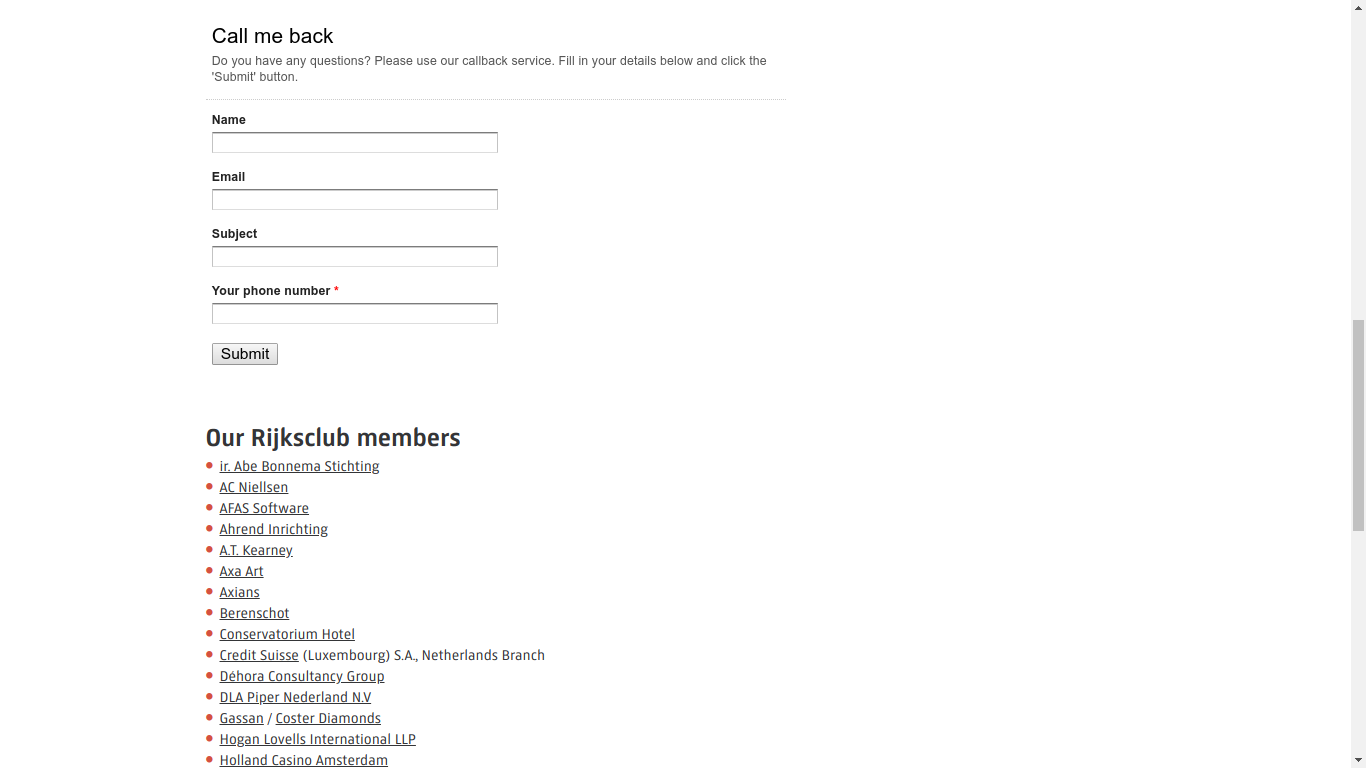 Call me back
Do you have any questions? Please use our callback service. Fill in your details below and click the
'Submit' button.
Name
Email
Subject
Your phone number *
Submit
Our Rijksclub members
ir. Abe Bonnema Stichting
AC Niellsen
AFAS Software
Ahrend Inrichting
A.T. Kearney
Axa Art
Axians
Berenschot
Conservatorium Hotel
Credit Suisse (Luxembourg) S.A., Netherlands Branch
Déhora Consultancy Group
DLA Piper Nederland N.V
Gassan / Coster Diamonds
Hogan Lovells International LLP
Holland Casino Amsterdam